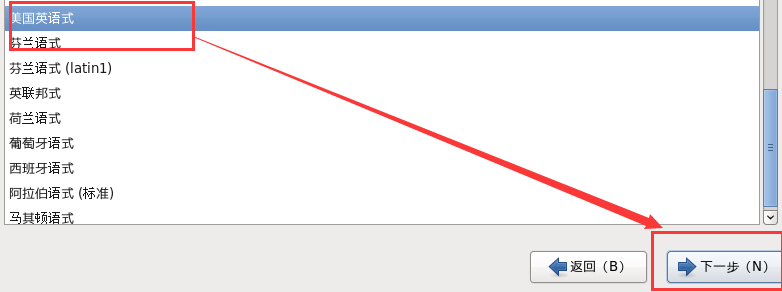 美国英语式
芬兰语式
芬兰语式 (latin1)
英联邦式
荷兰语式
葡萄牙语式
西班牙语式
阿拉伯语式 (标准)
马其顿语式
返回（B）
下一步（N）